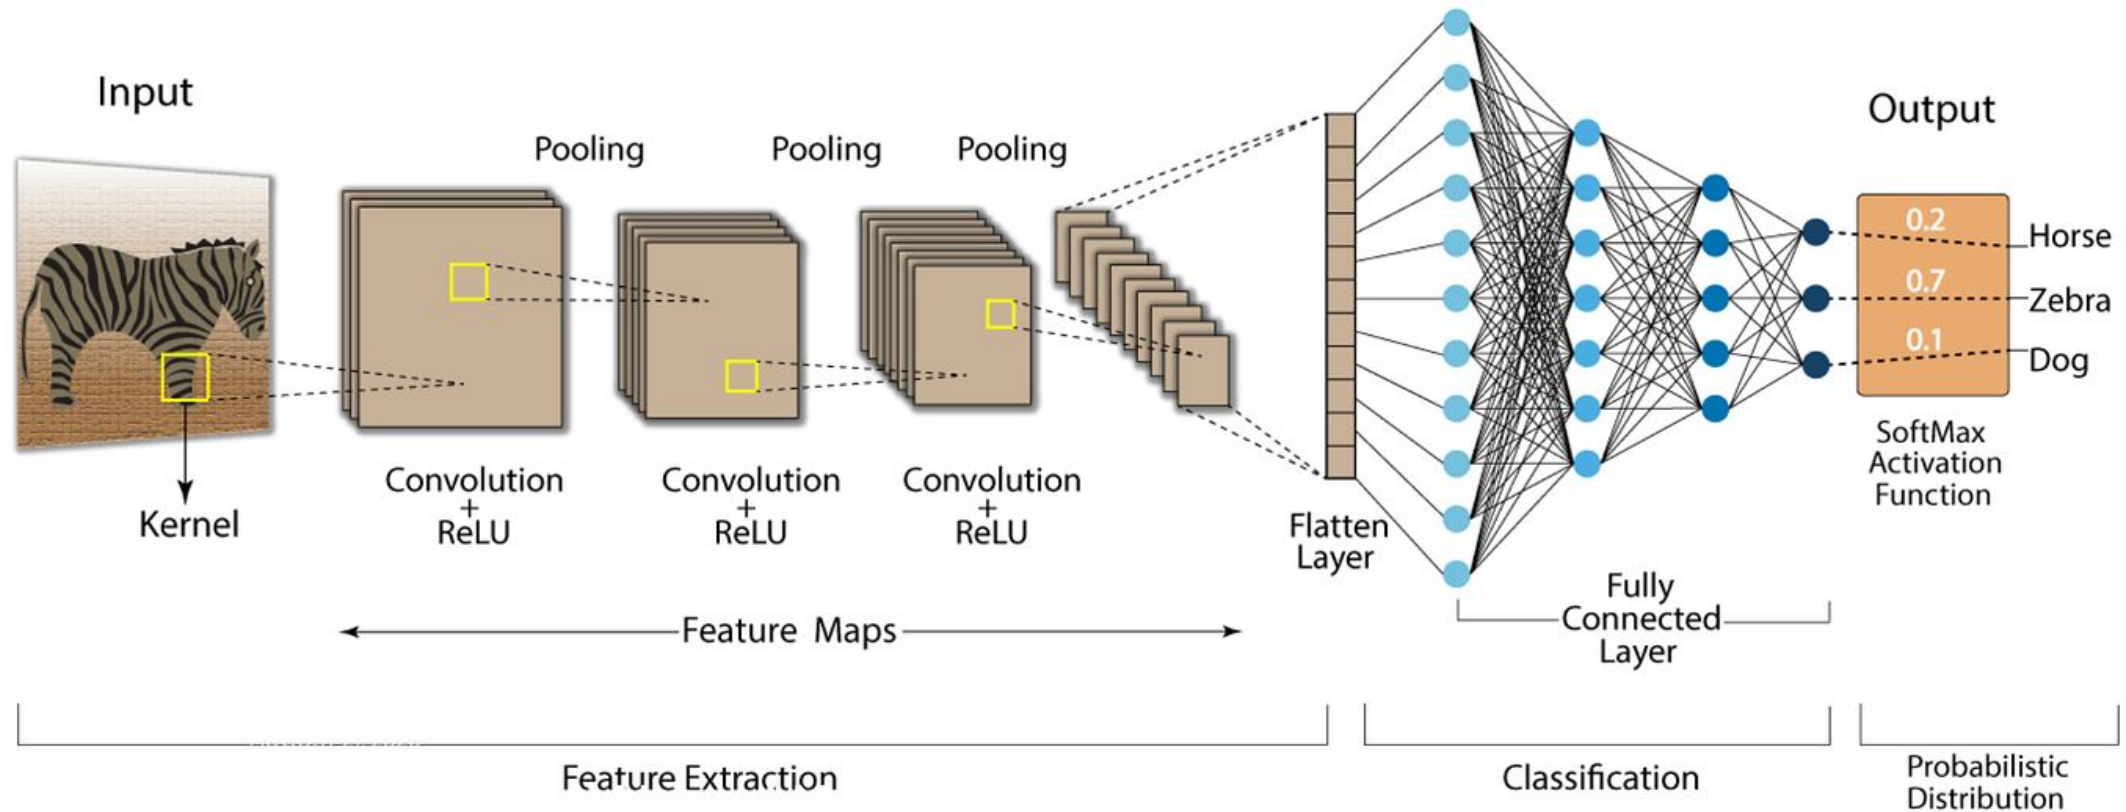 Input
Kernel
Pooling
Pooling
Pooling
Convolution
+
ReLU
Convolution
+
ReLU
Convolution
+
ReLU
Feature Maps
Flatten
Layer
Fully
Connected
Layer
Output
0.2
Horse
0.7
Zebra
0.1
Dog
SoftMax
Activation
Function
Feature Extraction
Classification
Probabilistic
Distribution